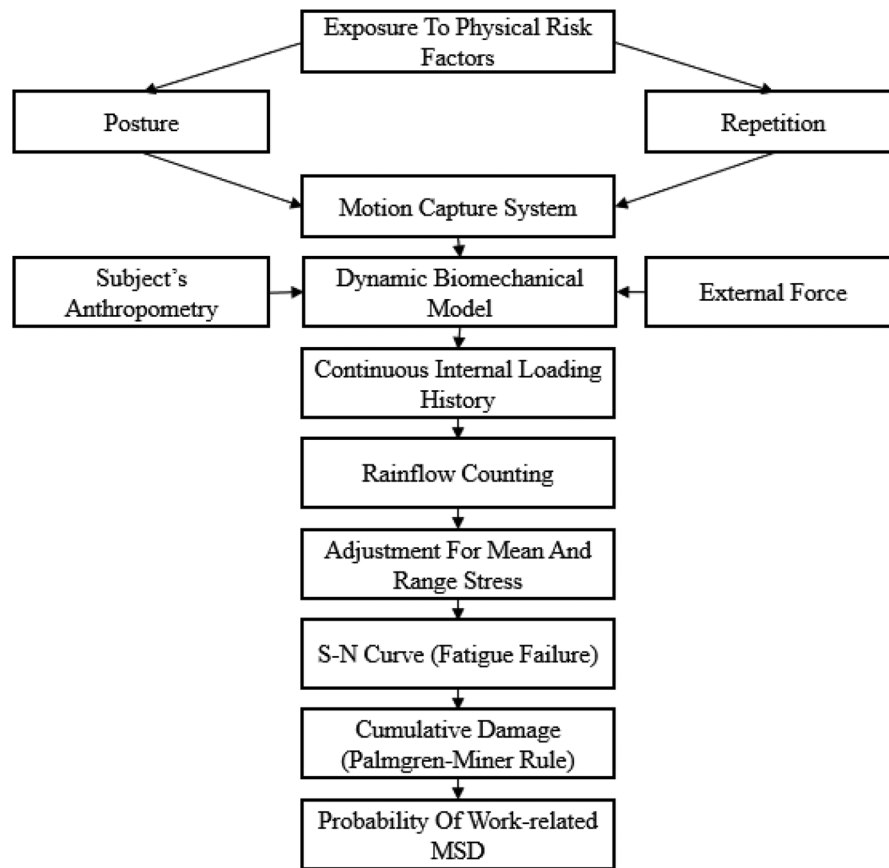 Exposure To Physical Risk
Factors
Posture
Repetition
Motion Capture System
Subject's
Anthropometry
Dynamic Biomechanical
Model
External Force
Continuous Internal Loading
History
Rainflow Counting
Adjustment For Mean And
Range Stress
S-N Curve (Fatigue Failure)
Cumulative Damage
(Palmgren-Miner Rule)
Probability Of Work-related
MSD